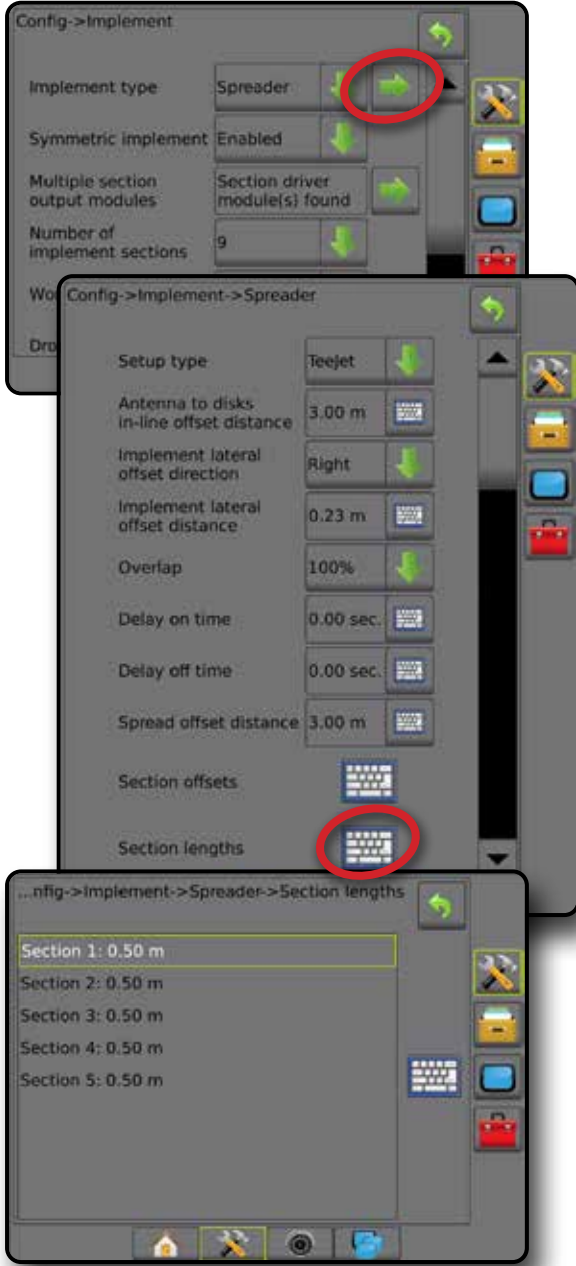 Config->Implement
Implement type
Spreader
Symmetric implement
Enabled
Multiple section
output modules
Section driver
module(s) found
Number of
implement sections
9
Wo
Dro
Config->Implement->Spreader
Setup type
TeeJet
Antenna to disks
in-line offset distance
3.00 m
Implement lateral
offset direction
Right
Implement lateral
offset distance
0.23 m
Overlap
100%
Delay on time
0.00 sec.
Delay off time
0.00 sec.
Spread offset distance
3.00 m
Section offsets
Section lengths
...nfig->Implement->Spreader->Section lengths
Section 1: 0.50 m
Section 2: 0.50 m
Section 3: 0.50 m
Section 4: 0.50 m
Section 5: 0.50 m